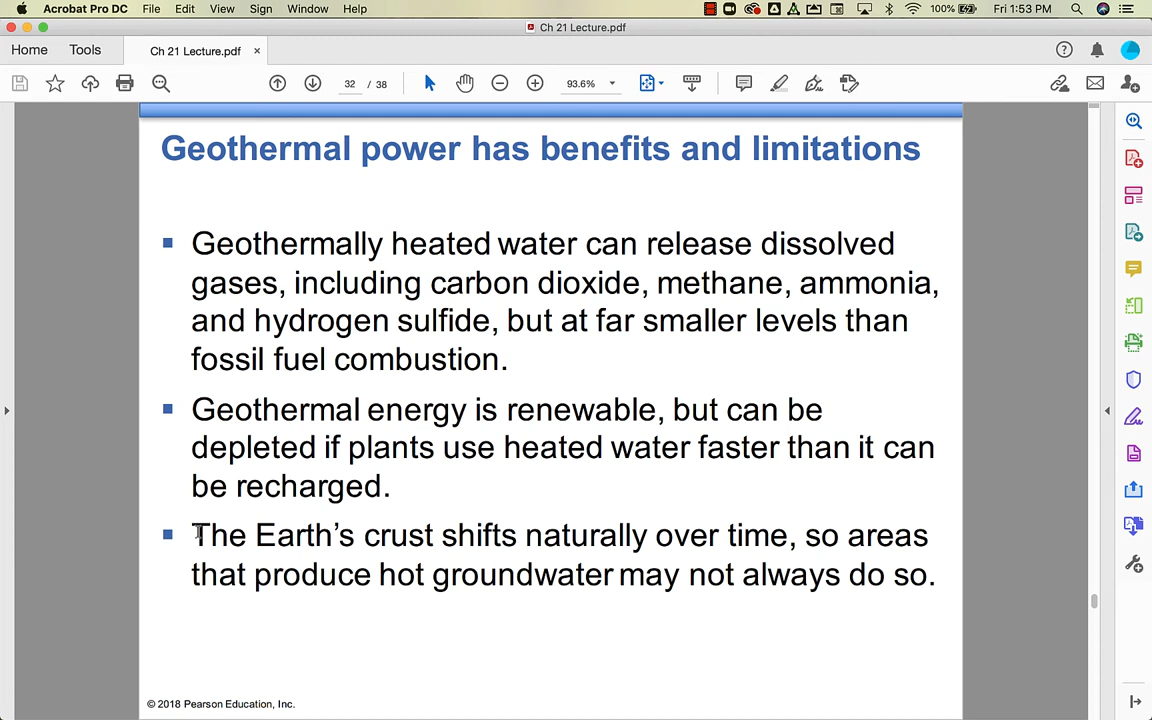 Acrobat Pro DC File Edit View Sign Window Help 100% Fri 1:53 PM
Ch 21 Lecture.pdf
Home Tools Ch 21 Lecture.pdf ×
32 / 38 93.6%
Geothermal power has benefits and limitations
Geothermally heated water can release dissolved
gases, including carbon dioxide, methane, ammonia,
and hydrogen sulfide, but at far smaller levels than
fossil fuel combustion.
Geothermal energy is renewable, but can be
depleted if plants use heated water faster than it can
be recharged.
The Earth’s crust shifts naturally over time, so areas
that produce hot groundwater may not always do so.
© 2018 Pearson Education, Inc.